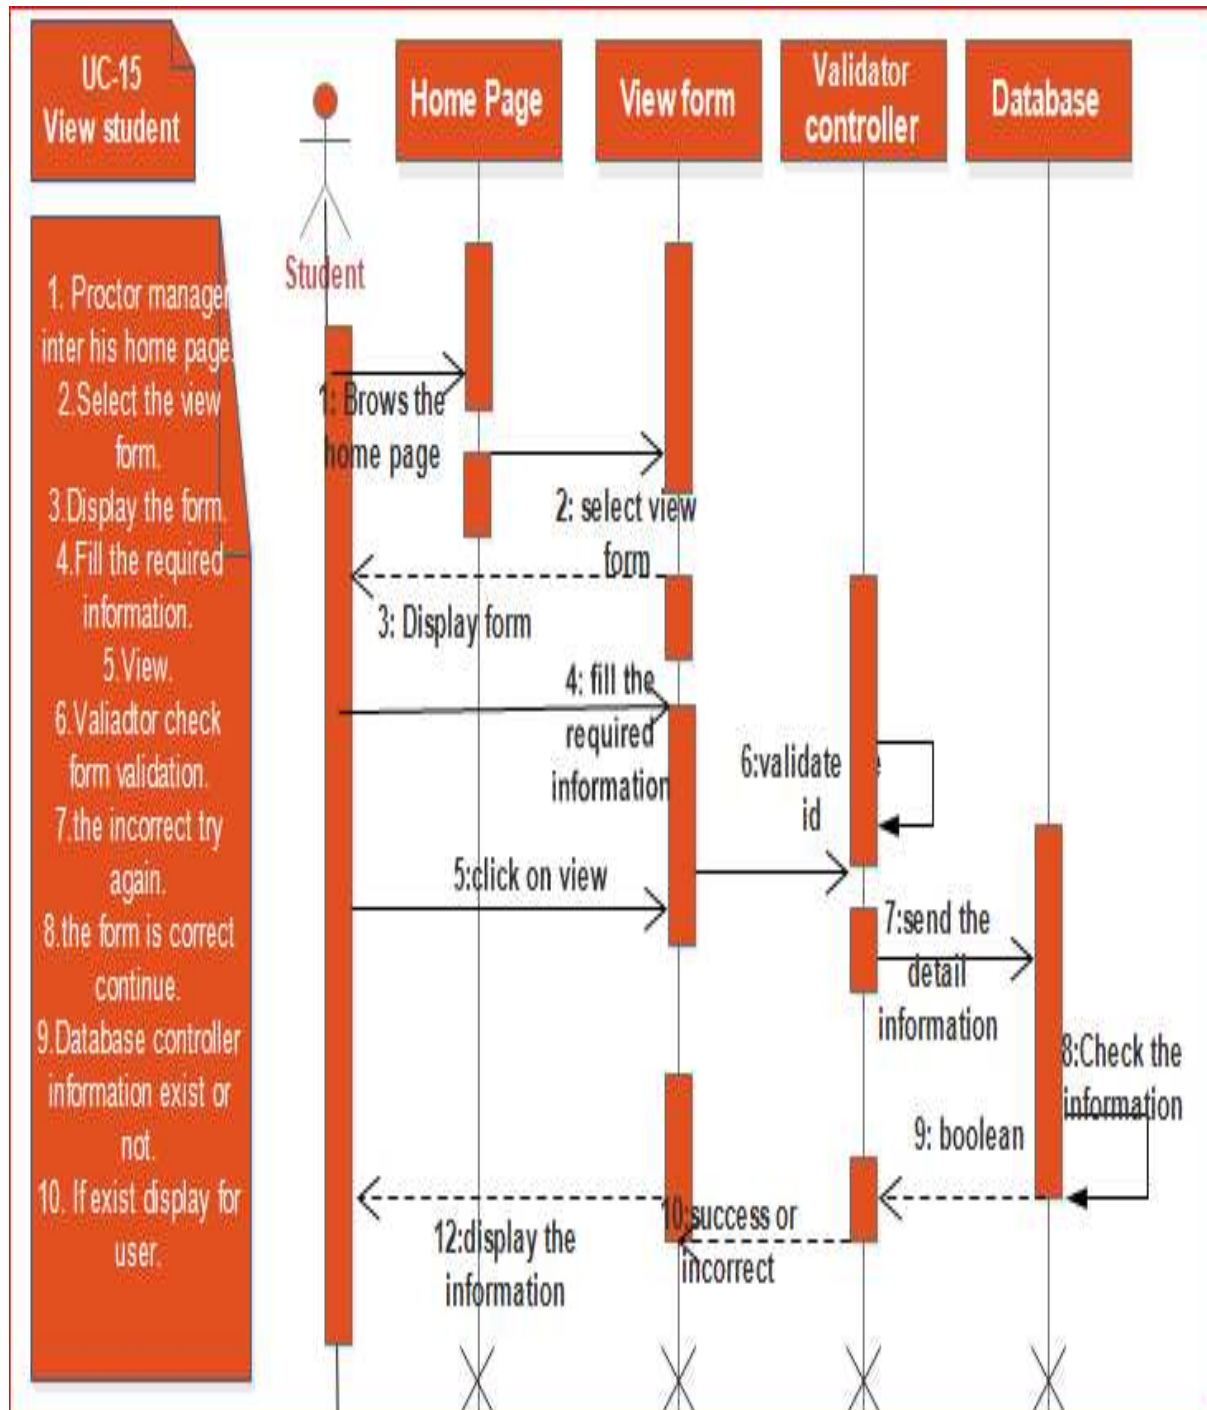 UC-15
View student
1. Proctor manager
inter his home page.
2.Select the view
form.
3.Display the form.
4.Fill the required
information.
5.View.
6.Valiadtor check
form validation.
7.the incorrect try
again.
8.the form is correct
continue.
9.Database controller
information exist or
not.
10. If exist display for
user.
Student
Home Page
View form
Validator
controller
Database
1: Brows the
home page
2: select view
form
3: Display form
4: fill the
required
information
5:click on view
6:validate
id
7:send the
detail
information
8:Check the
information
9: boolean
10:success or
incorrect
12:display the
information